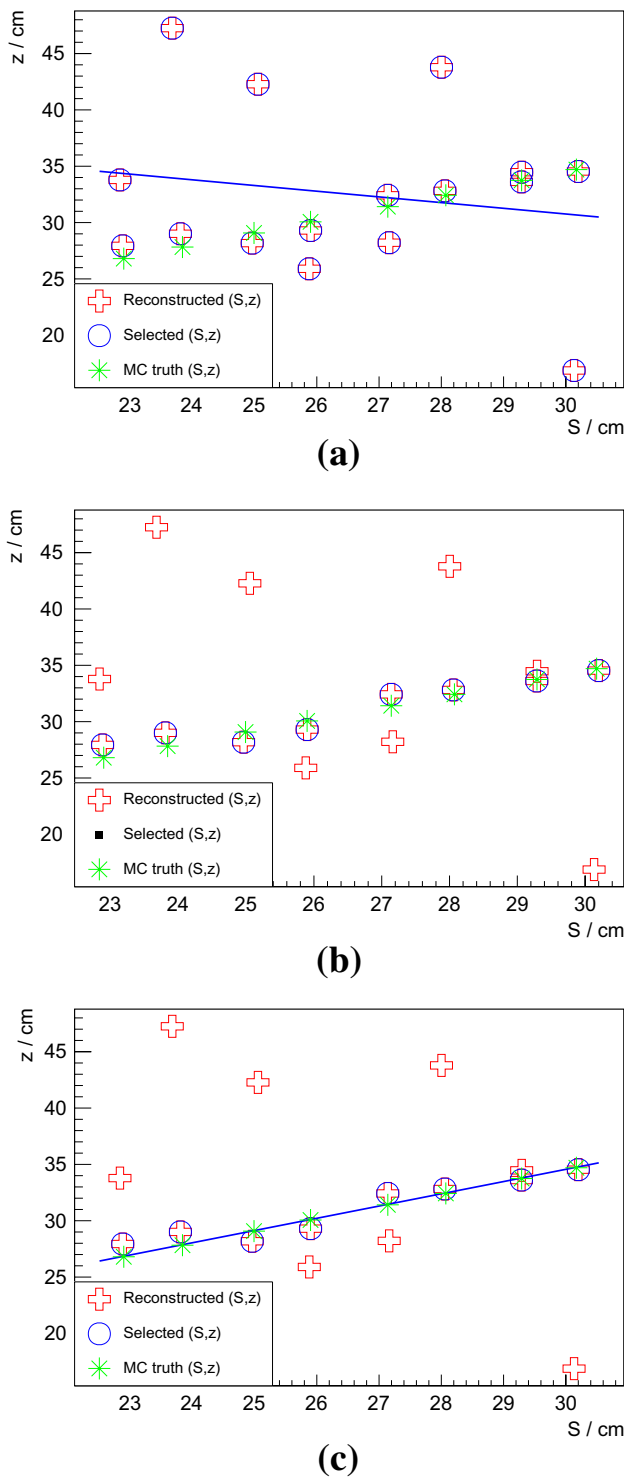 z / cm
45
40
35
30
25
20
Reconstructed (S,z)
Selected (S,z)
MC truth (S,z)
23 24 25 26 27 28 29 30
S / cm
(a)
z / cm
45
40
35
30
25
20
Reconstructed (S,z)
Selected (S,z)
MC truth (S,z)
23 24 25 26 27 28 29 30
S / cm
(b)
z / cm
45
40
35
30
25
20
Reconstructed (S,z)
Selected (S,z)
MC truth (S,z)
23 24 25 26 27 28 29 30
S / cm
(c)